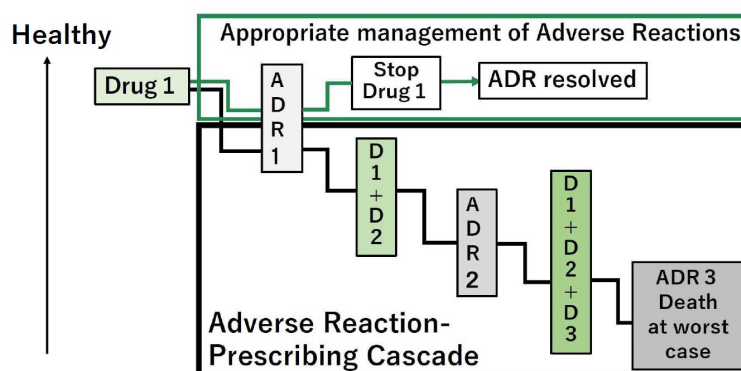 Healthy
Appropriate management of Adverse Reactions
Drug 1
A
D
R
1
Stop
Drug 1
ADR resolved
D
1
+
D
2
A
D
R
2
D
1
+
D
2
+
D
3
ADR 3
Death
at worst
case
Adverse Reaction-
Prescribing Cascade